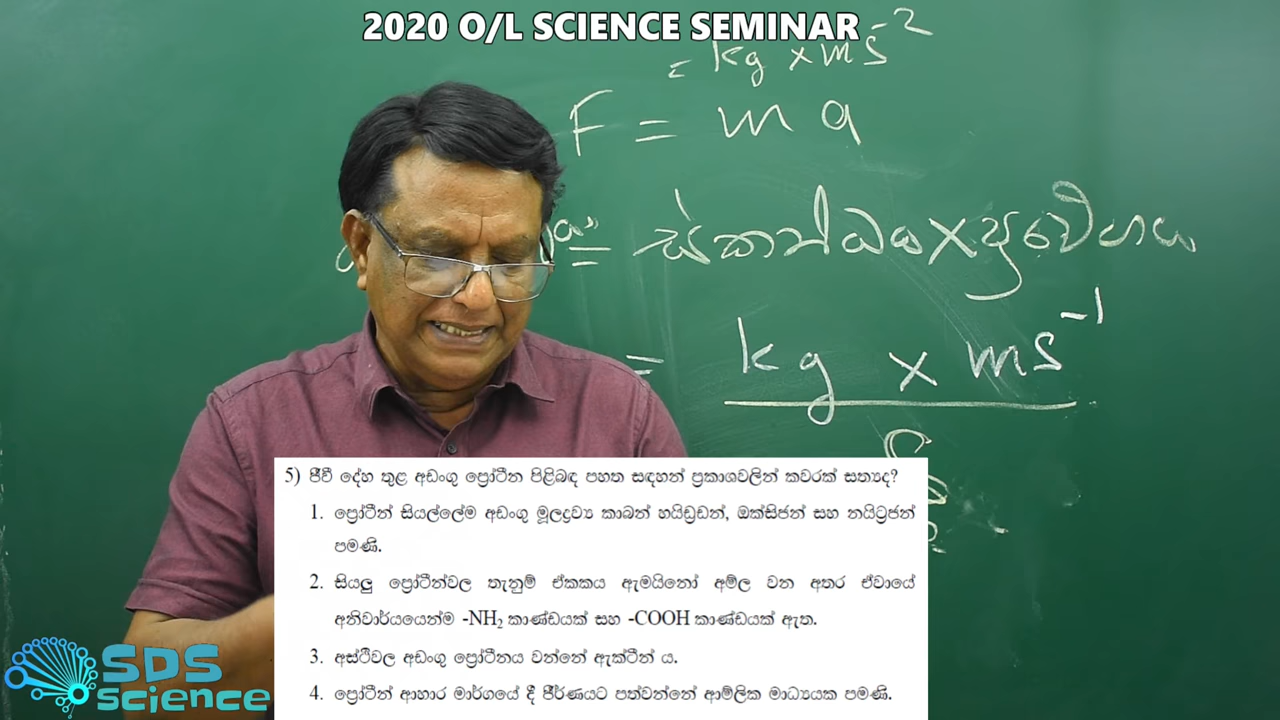 2020 O/L SCIENCE SEMINAR
= kg × ms⁻²
F = m a
= ස්කන්ධය × ප්‍රවේගය
= kg × ms⁻¹
5) ජීවී දේහ තුළ අඩංගු ප්‍රෝටීන පිළිබඳ පහත සඳහන් ප්‍රකාශවලින් කවරක් සත්‍යද?
1. ප්‍රෝටීන් සියල්ලේම අඩංගු මූලද්‍රව්‍ය කාබන් හයිඩ්‍රඩන්, ඔක්සිජන් සහ නයිට්‍රජන්
පමණි.
2. සියලු ප්‍රෝටීන්වල තැනුම් ඒකකය ඇමයිනෝ අම්ල වන අතර ඒවායේ
අනිවාර්යයෙන්ම -NH₂ කාණ්ඩයක් සහ -COOH කාණ්ඩයක් ඇත.
3. අස්ථිවල අඩංගු ප්‍රෝටීනය වන්නේ ඇක්ටීන් ය.
4. ප්‍රෝටීන් ආහාර මාර්ගයේ දී ජීර්ණයට පත්වන්නේ ආම්ලික මාධ්‍යයක පමණි.
SDS
science